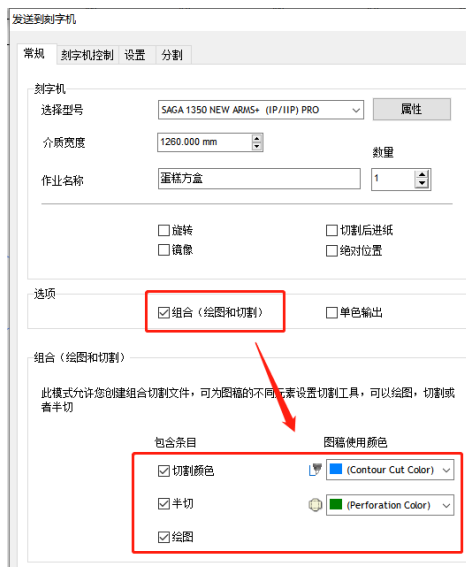 发送到刻字机
常规 刻字机控制 设置 分割
刻字机
选择型号 SAGA 1350 NEW ARMS+ (IP/IIP) PRO 属性
介质宽度 1260.000 mm
数里
作业名称 蛋糕方盒 1
旋转 切割后进纸
镜像 绝对位置
选项
组合（绘图和切割） 单色输出
组合（绘图和切割）
此模式允许您创建组合切割文件，可为图稿的不同元素设置切割工具，可以绘图，切割或
者半切
包含条目 图稿使用颜色
切割颜色 (Contour Cut Color)
半切 (Perforation Color)
绘图